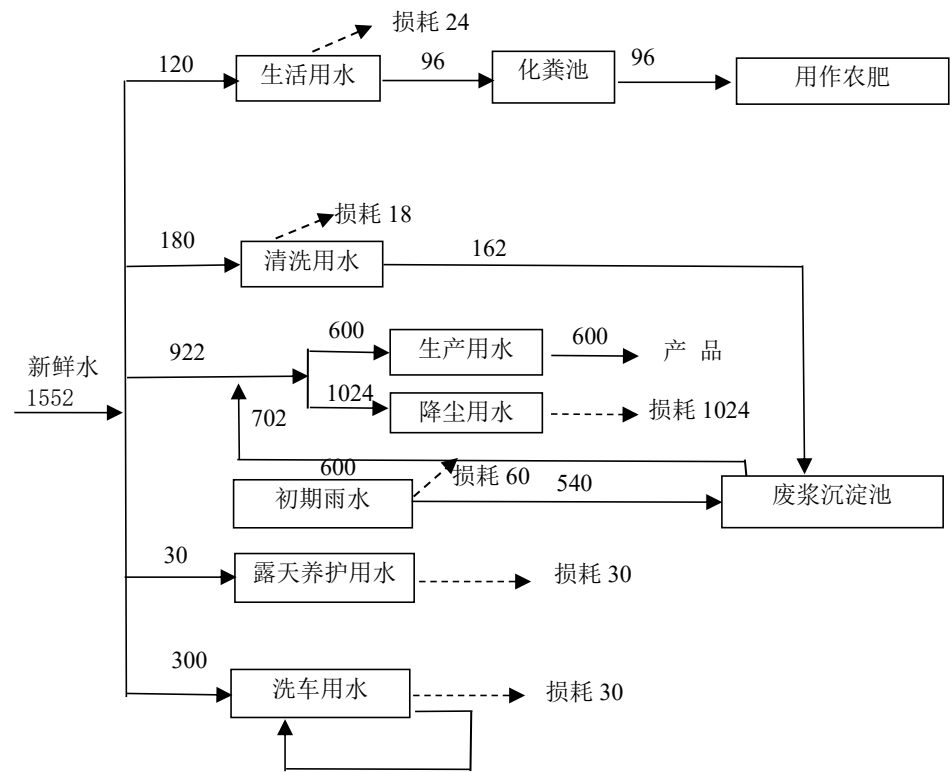 损耗 24
120
生活用水
96
化粪池
96
用作农肥
损耗 18
180
清洗用水
162
600
生产用水
600
产 品
新鲜水
1552
922
1024
降尘用水
损耗 1024
702
600
初期雨水
损耗 60
540
废浆沉淀池
30
露天养护用水
损耗 30
300
洗车用水
损耗 30